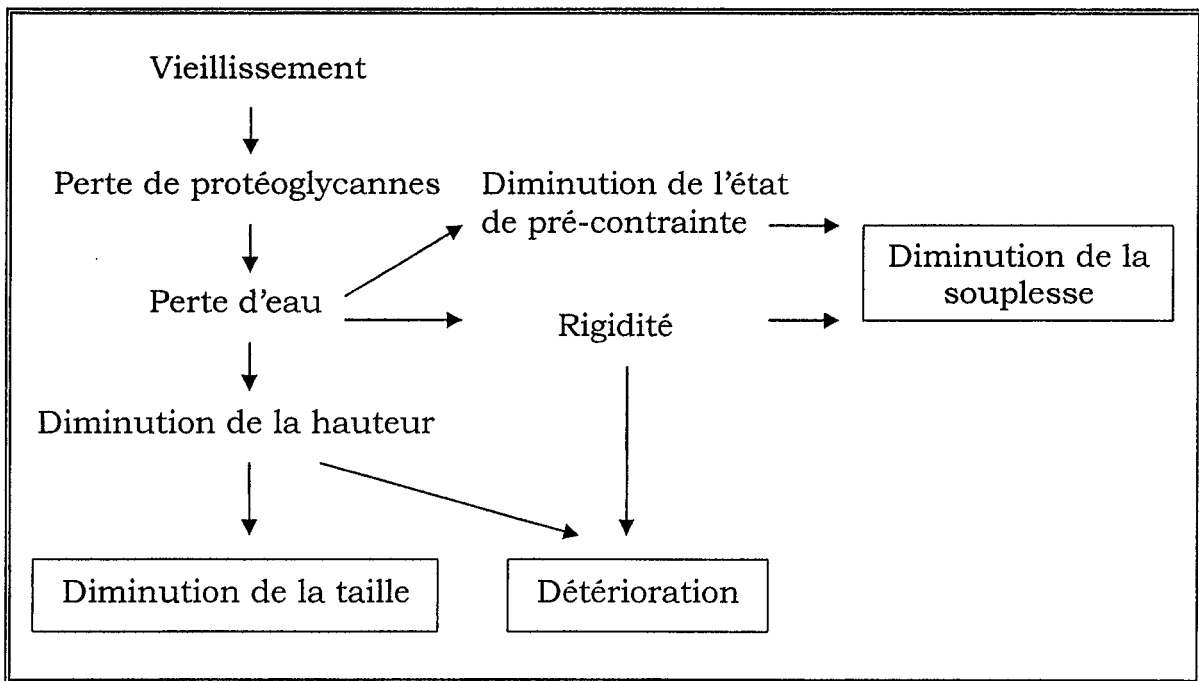 Vieillissement
Perte de protéoglycannes
Diminution de l'état
de pré-contrainte
Diminution de la
souplesse
Perte d'eau
Rigidité
Diminution de la hauteur
Diminution de la taille
Détérioration